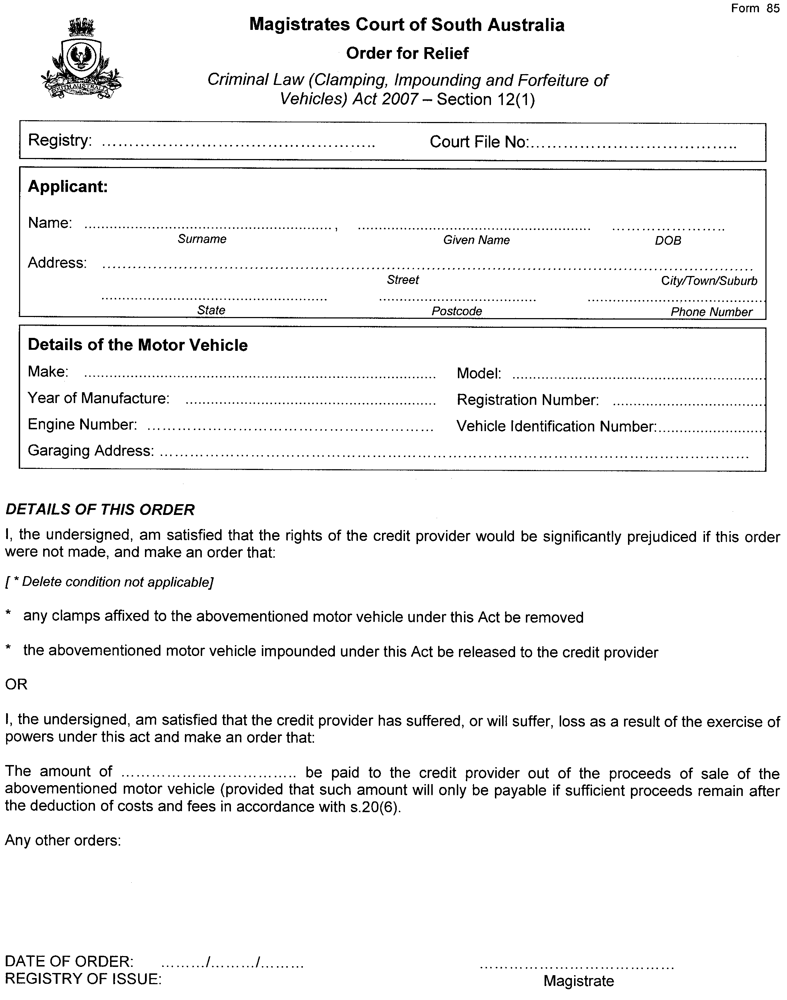 Form 85
Magistrates Court of South Australia
Order for Relief
Criminal Law (Clamping, Impounding and Forfeiture of
Vehicles) Act 2007 – Section 12(1)
SOUTH AUSTRALIA
Registry: .................................................. Court File No:......................................
Applicant:
Name: ............................................................, ........................................................ .......................
Surname Given Name DOB
Address: ..............................................................................................................................
Street City/Town/Suburb
.................................................. ................................... ........................................
State Postcode Phone Number
Details of the Motor Vehicle
Make: .................................................................................... Model: .............................................................
Year of Manufacture: ............................................................ Registration Number: .....................................
Engine Number: ......................................................... Vehicle Identification Number:..........................
Garaging Address: ....................................................................................................................
DETAILS OF THIS ORDER
I, the undersigned, am satisfied that the rights of the credit provider would be significantly prejudiced if this order
were not made, and make an order that:
[ * Delete condition not applicable]
* any clamps affixed to the abovementioned motor vehicle under this Act be removed
* the abovementioned motor vehicle impounded under this Act be released to the credit provider
OR
I, the undersigned, am satisfied that the credit provider has suffered, or will suffer, loss as a result of the exercise of
powers under this act and make an order that:
The amount of .................................... be paid to the credit provider out of the proceeds of sale of the
abovementioned motor vehicle (provided that such amount will only be payable if sufficient proceeds remain after
the deduction of costs and fees in accordance with s.20(6).
Any other orders:
DATE OF ORDER: ........./........./......... ........................................
REGISTRY OF ISSUE: Magistrate